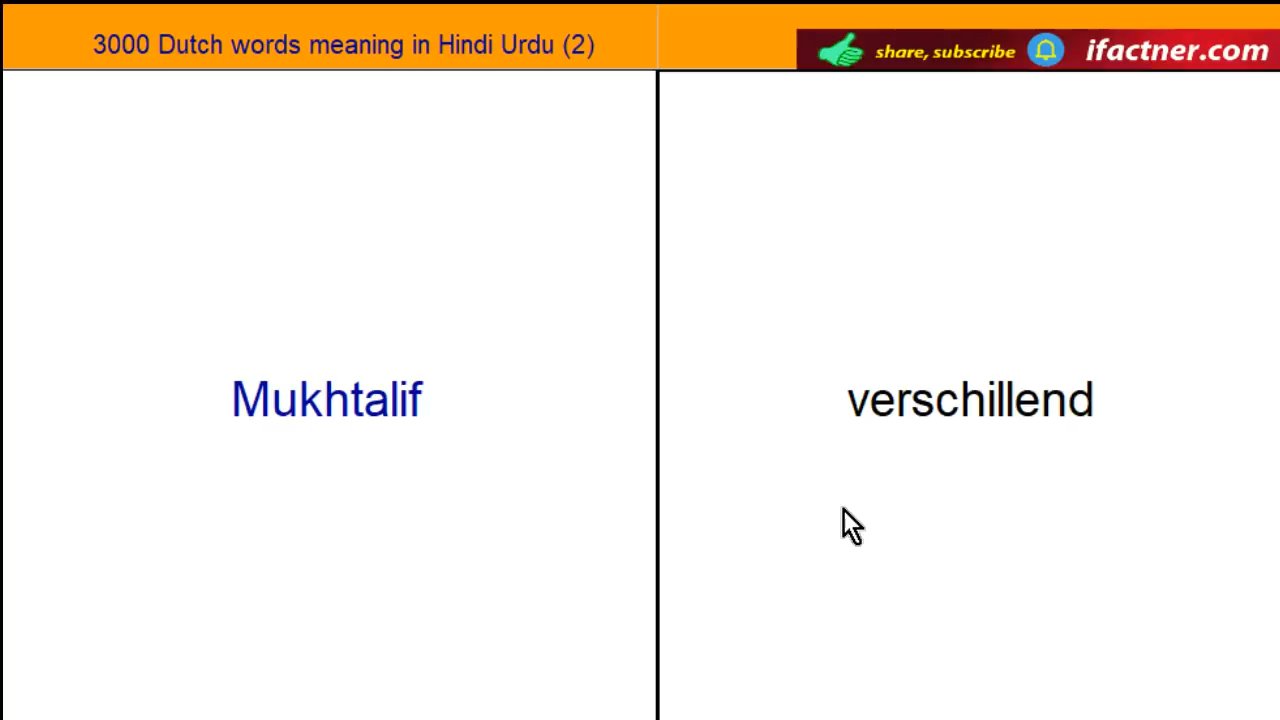 3000 Dutch words meaning in Hindi Urdu (2)
share, subscribe
ifactner.com
Mukhtalif
verschillend